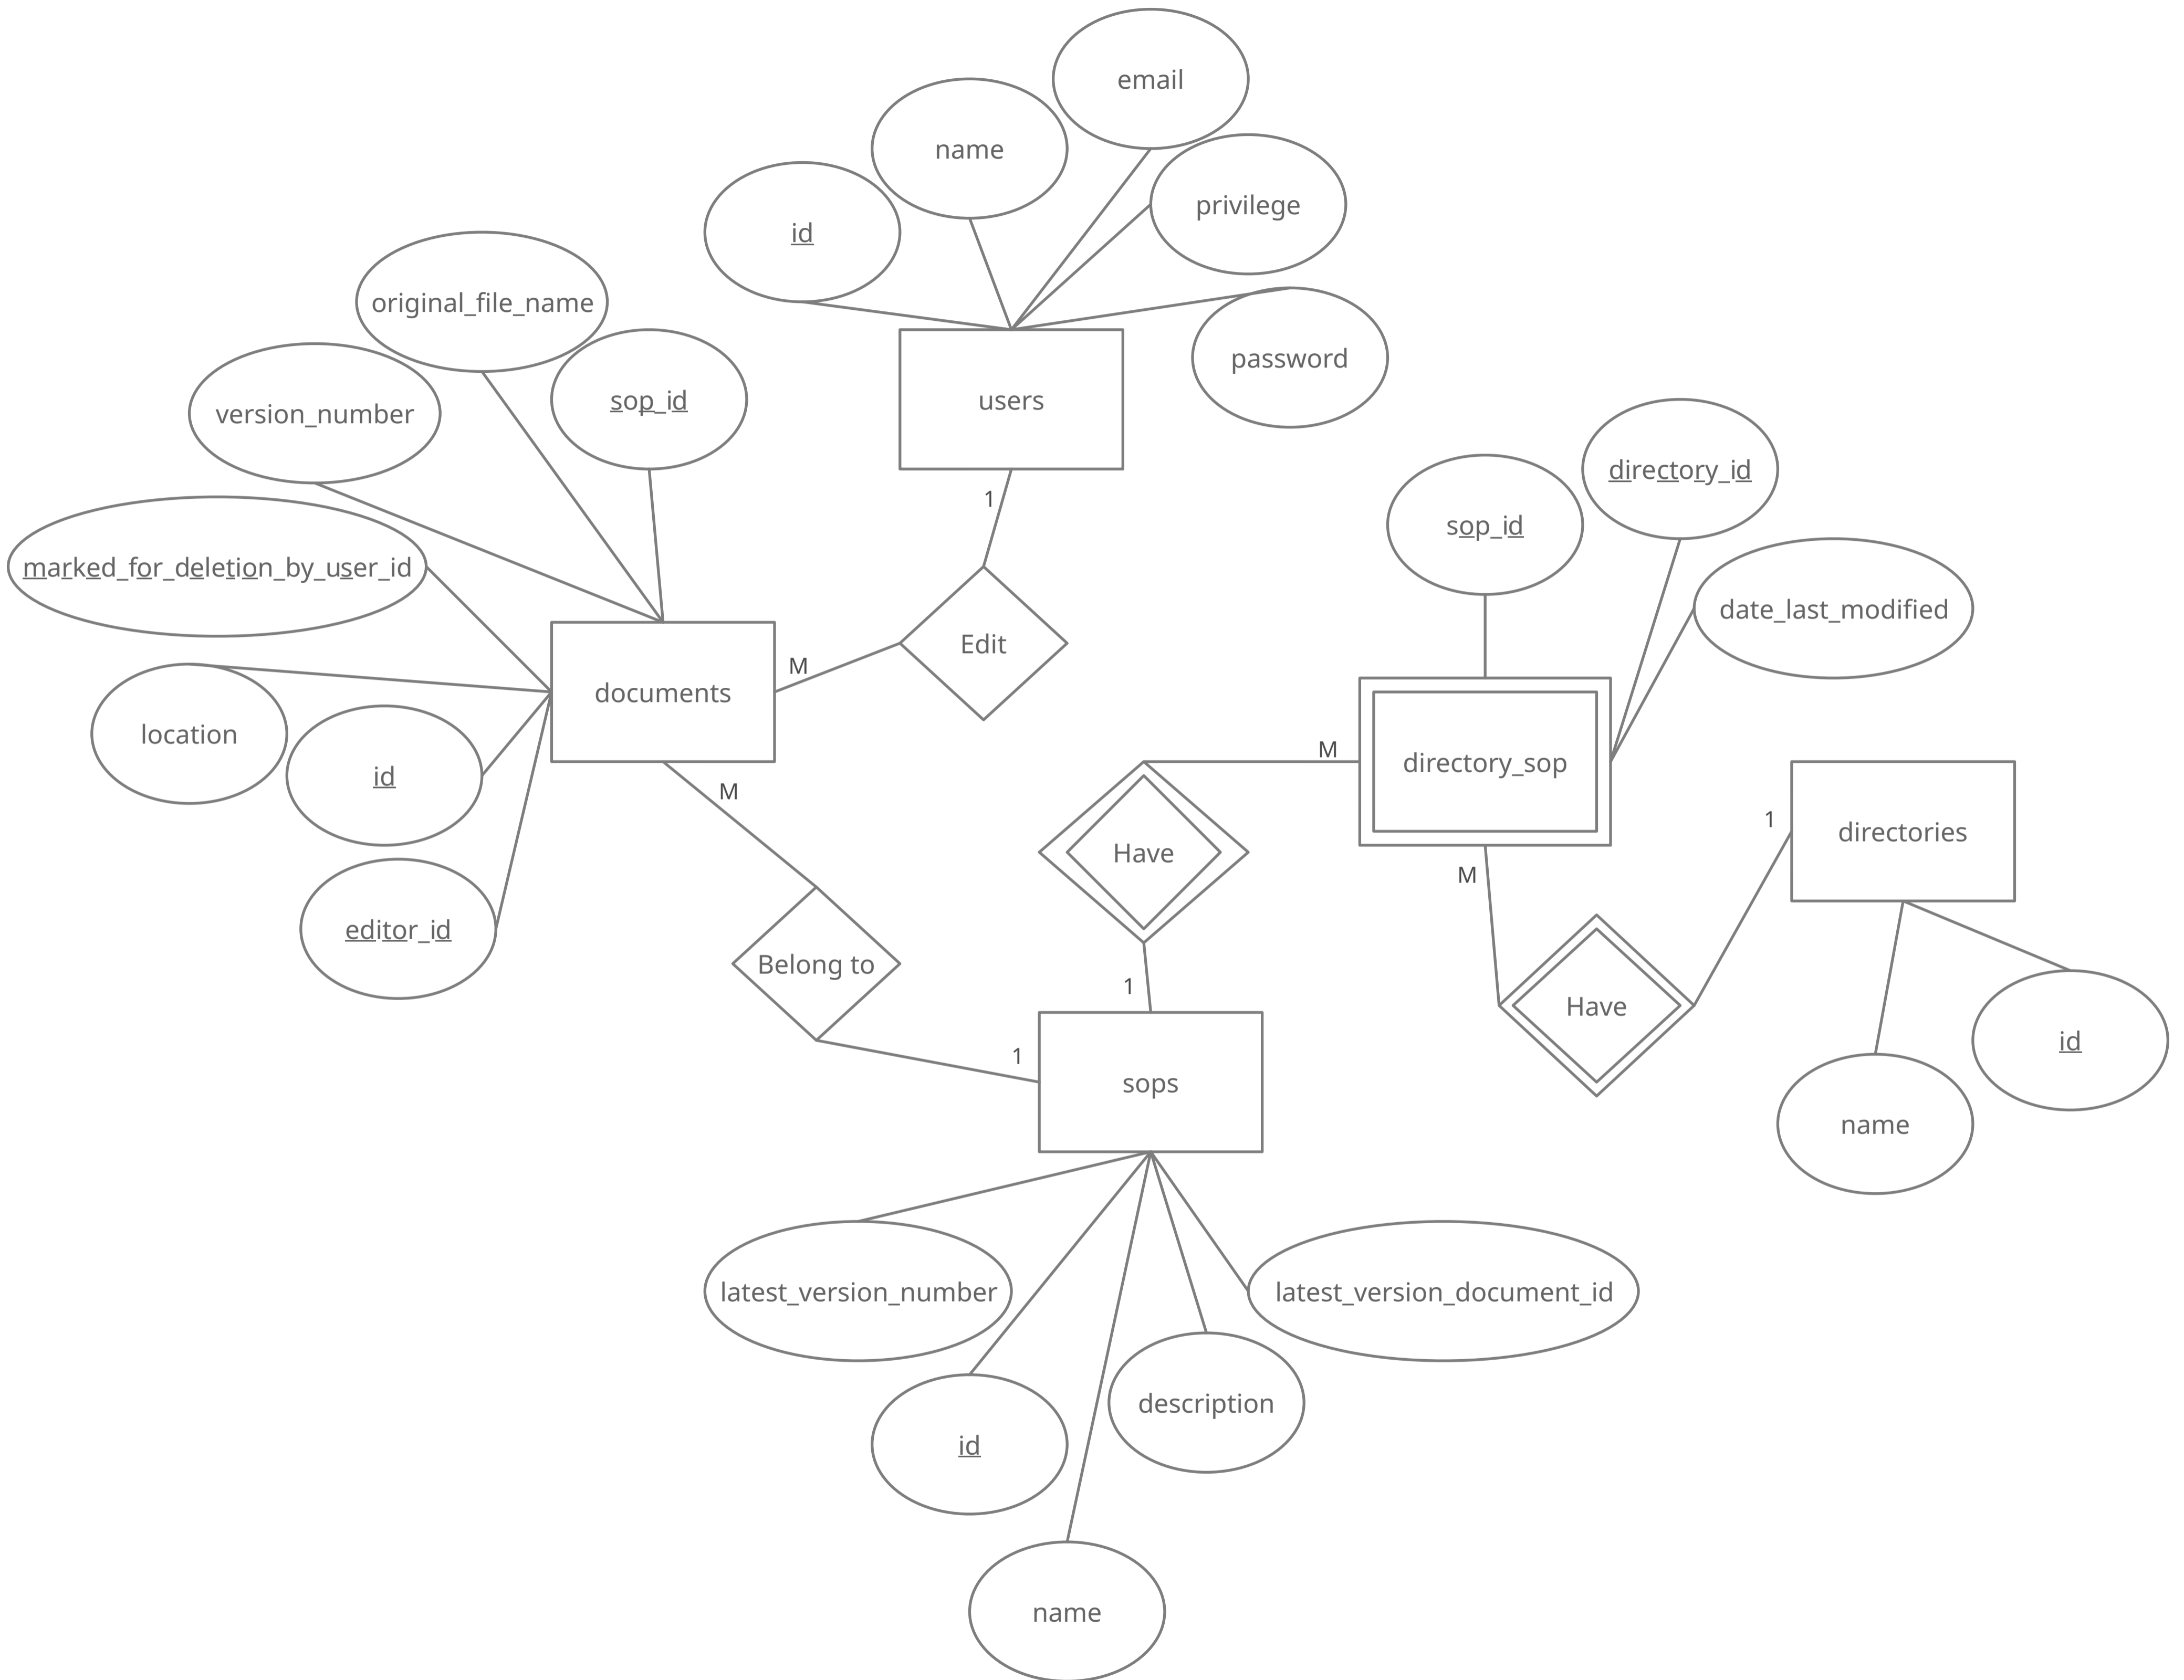 email
name
privilege
id
original_file_name
password
version_number
sop_id
users
directory_id
1
sop_id
marked_for_deletion_by_user_id
date_last_modified
Edit
M
documents
location
M
directory_sop
id
M
1
directories
Have
M
editor_id
Belong to
1
Have
1
id
sops
name
latest_version_number
latest_version_document_id
description
id
name